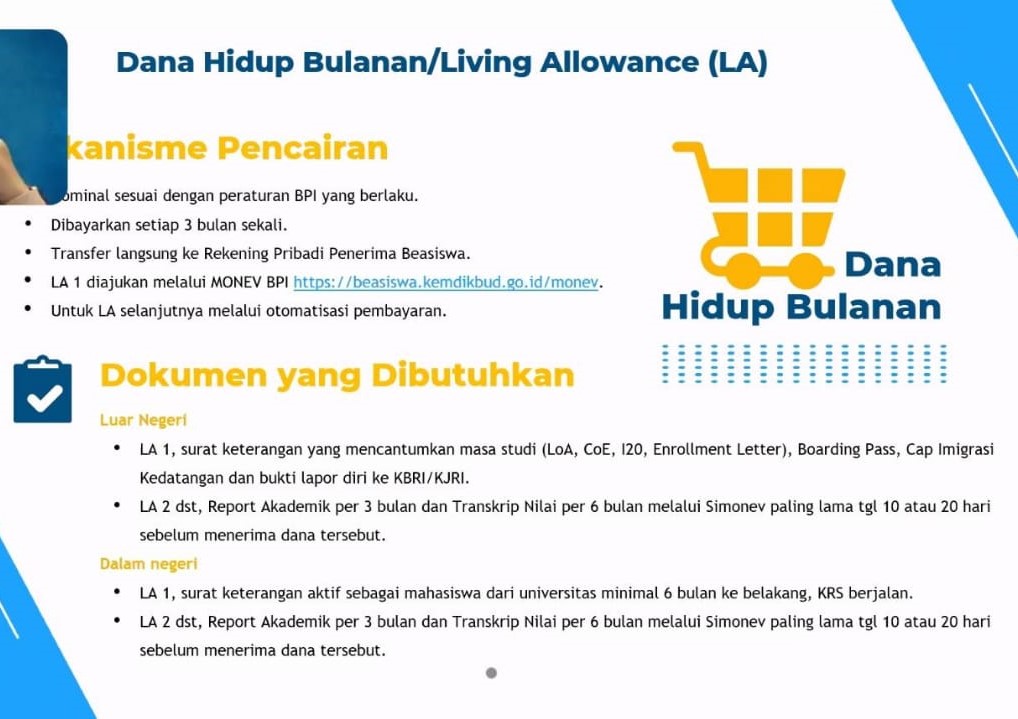 Dana Hidup Bulanan/Living Allowance (LA)
kanisme Pencairan
ominal sesuai dengan peraturan BPI yang berlaku.
• Dibayarkan setiap 3 bulan sekali.
• Transfer langsung ke Rekening Pribadi Penerima Beasiswa.
• LA 1 diajukan melalui MONEV BPI https://beasiswa.kemdikbud.go.id/monev.
• Untuk LA selanjutnya melalui otomatisasi pembayaran.
Dana
Hidup Bulanan
Dokumen yang Dibutuhkan
Luar Negeri
• LA 1, surat keterangan yang mencantumkan masa studi (LoA, CoE, I20, Enrollment Letter), Boarding Pass, Cap Imigrasi
Kedatangan dan bukti lapor diri ke KBRI/KJRI.
• LA 2 dst, Report Akademik per 3 bulan dan Transkrip Nilai per 6 bulan melalui Simonev paling lama tgl 10 atau 20 hari
sebelum menerima dana tersebut.
Dalam negeri
• LA 1, surat keterangan aktif sebagai mahasiswa dari universitas minimal 6 bulan ke belakang, KRS berjalan.
• LA 2 dst, Report Akademik per 3 bulan dan Transkrip Nilai per 6 bulan melalui Simonev paling lama tgl 10 atau 20 hari
sebelum menerima dana tersebut.